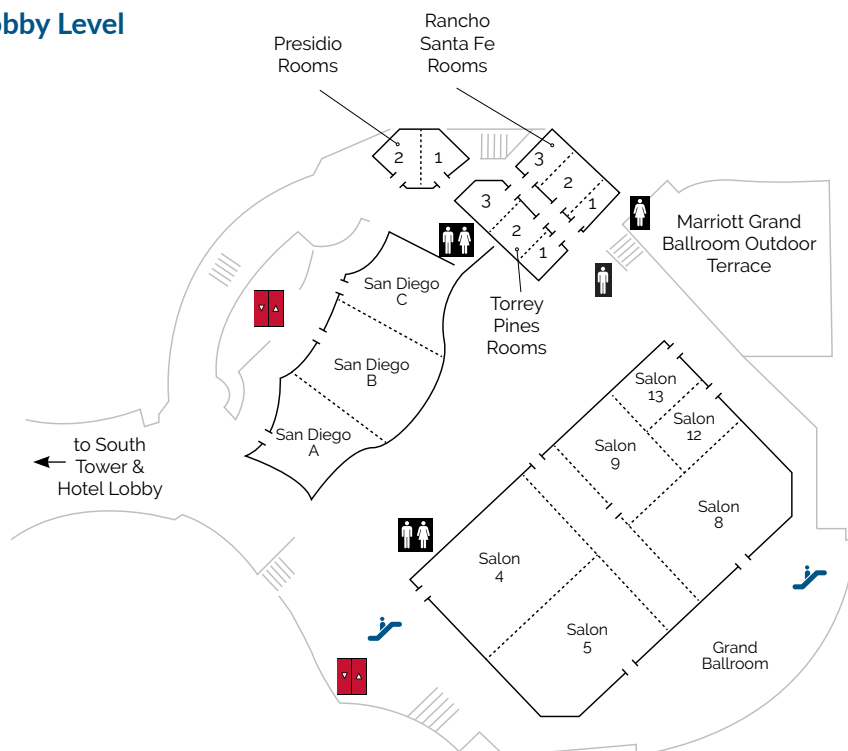 obby Level
Rancho
Santa Fe
Rooms
Presidio
Rooms
2
1
3
2
1
3
2
1
Marriott Grand
Ballroom Outdoor
Terrace
San Diego
C
Torrey
Pines
Rooms
San Diego
B
San Diego
A
to South
Tower &
Hotel Lobby
Salon
13
Salon
12
Salon
9
Salon
8
Salon
4
Salon
5
Grand
Ballroom